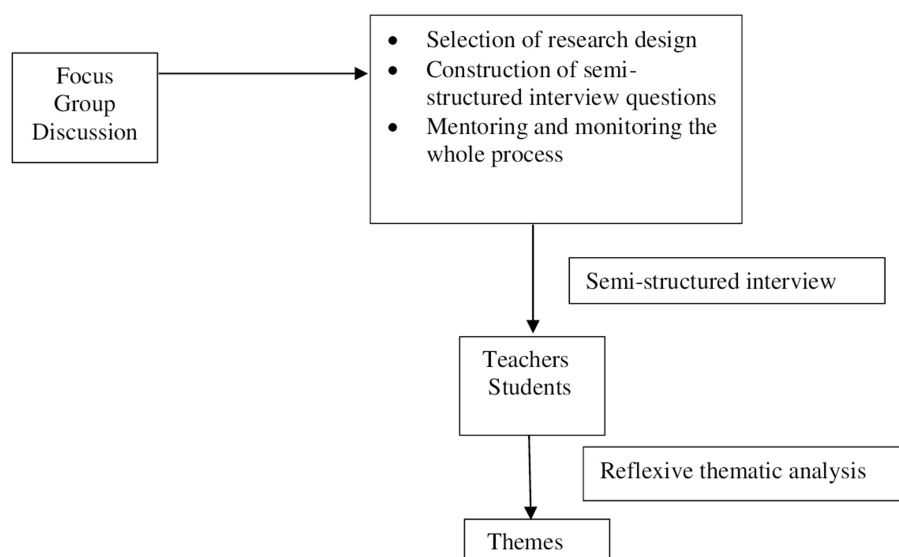 Focus
Group
Discussion
• Selection of research design
• Construction of semi-
structured interview questions
• Mentoring and monitoring the
whole process
Semi-structured interview
Teachers
Students
Reflexive thematic analysis
Themes